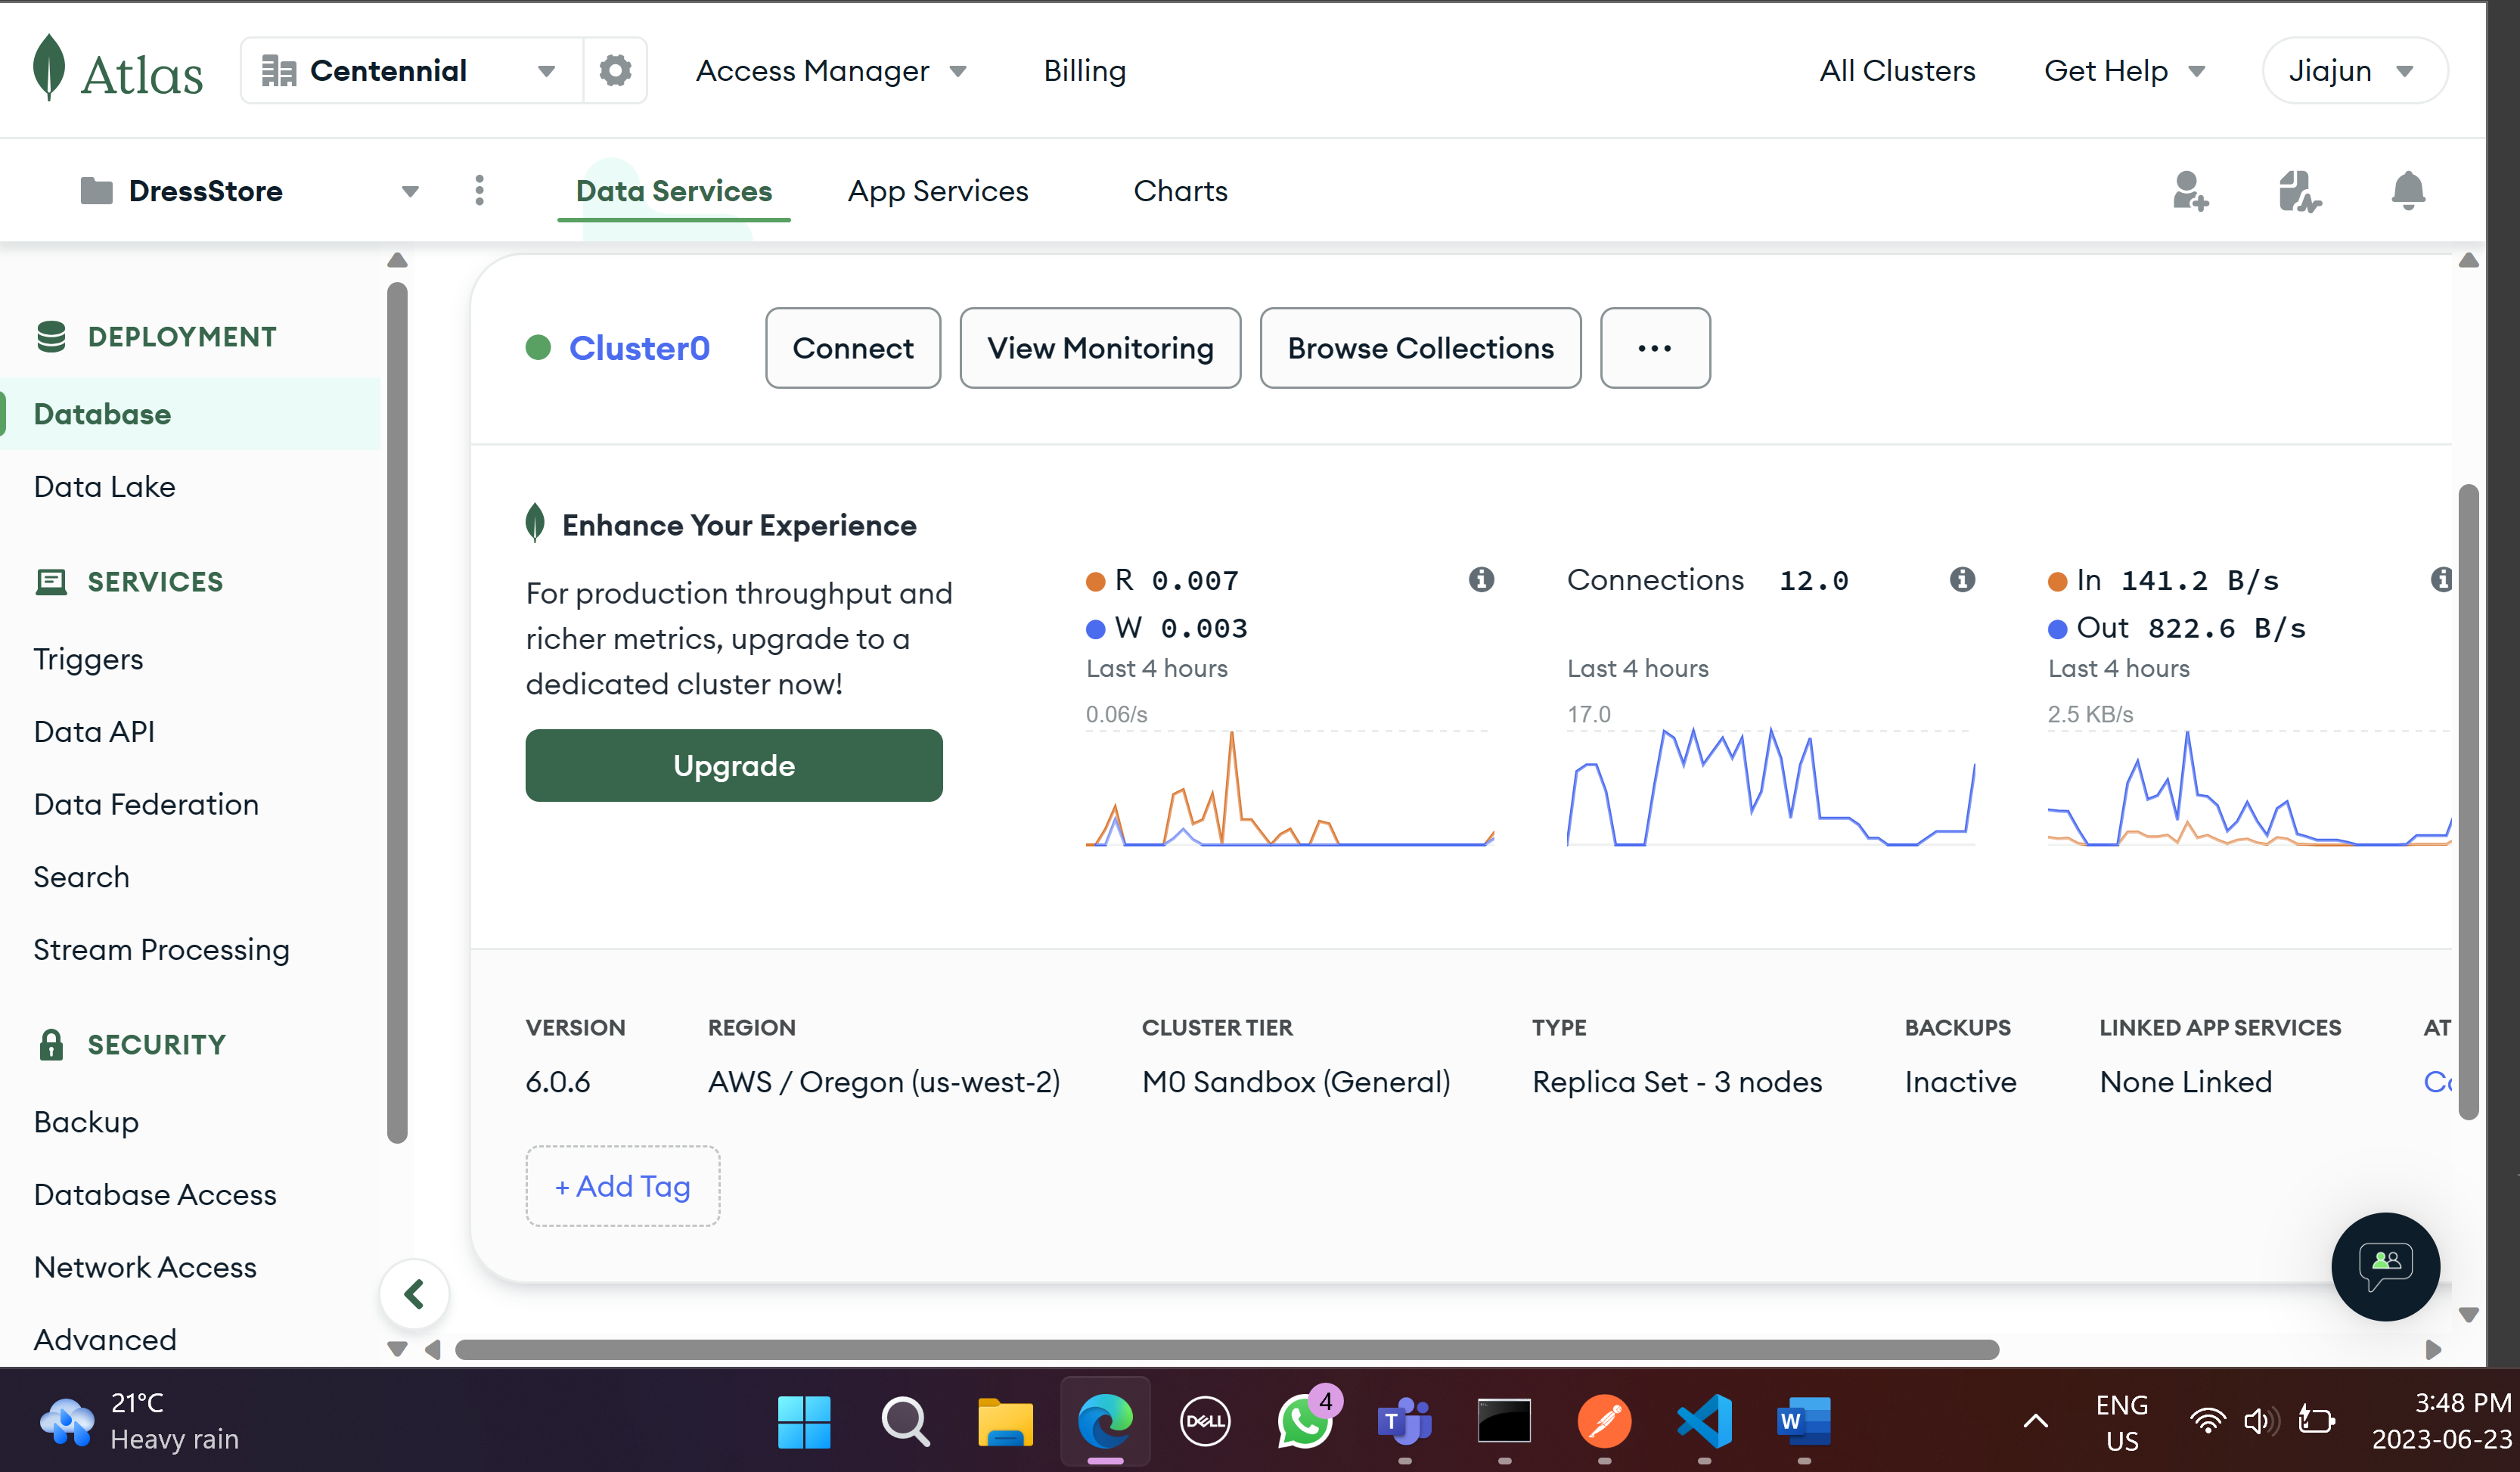 Atlas
Centennial
Access Manager
Billing
All Clusters
Get Help
Jiajun
DressStore
Data Services
App Services
Charts
DEPLOYMENT
Database
Data Lake
SERVICES
Triggers
Data API
Data Federation
Search
Stream Processing
SECURITY
Backup
Database Access
Network Access
Advanced
Cluster0
Connect
View Monitoring
Browse Collections
...
Enhance Your Experience
For production throughput and
richer metrics, upgrade to a
dedicated cluster now!
Upgrade
R 0.007
W 0.003
Last 4 hours
0.06/s
Connections 12.0
Last 4 hours
17.0
In 141.2 B/s
Out 822.6 B/s
Last 4 hours
2.5 KB/s
VERSION
6.0.6
REGION
AWS / Oregon (us-west-2)
CLUSTER TIER
M0 Sandbox (General)
TYPE
Replica Set - 3 nodes
BACKUPS
Inactive
LINKED APP SERVICES
None Linked
AT
+ Add Tag
21°C
Heavy rain
DELL
4
T
W
ENG
US
3:48 PM
2023-06-23